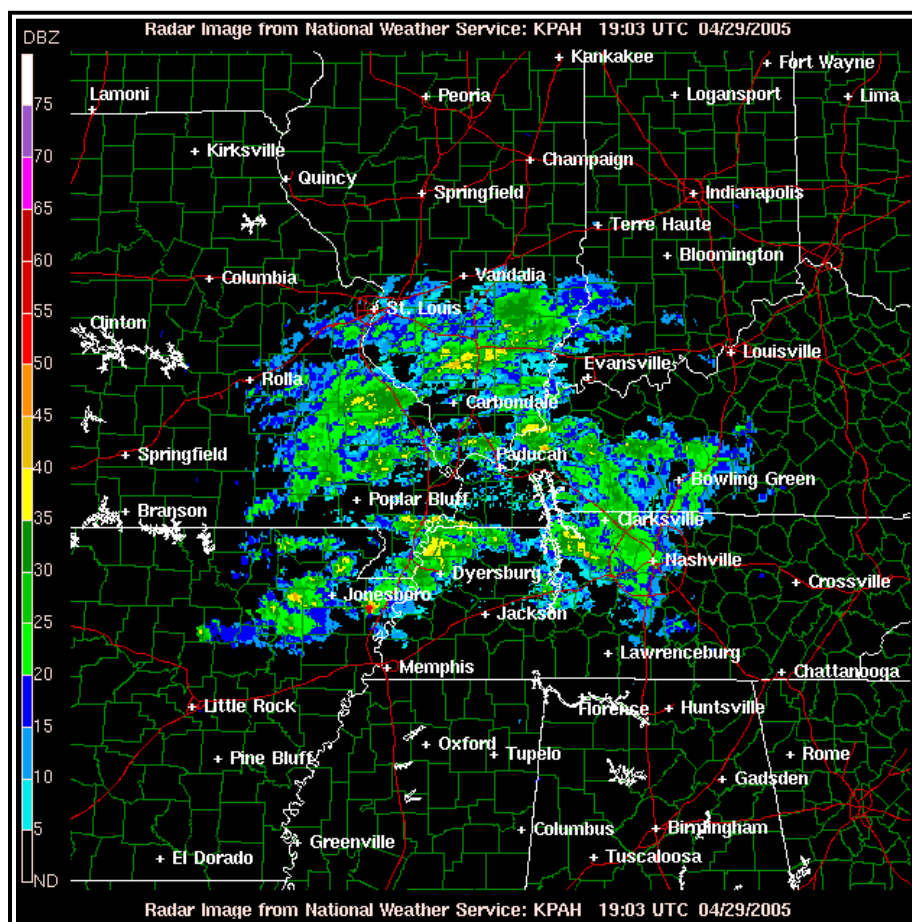 Radar Image from National Weather Service: KPAH 19:03 UTC 04/29/2005
DBZ
Kankakee
Fort Wayne
Lamoni
Peoria
Logansport
Lima
75
Kirksville
Champaign
70
Quincy
Springfield
Indianapolis
65
Terre Haute
Bloomington
60
Columbia
Vandalia
55
St. Louis
Clinton
Louisville
50
Evansville
Rolla
45
Carbondale
Springfield
40
Paducah
Bowling Green
Poplar Bluff
35
Branson
Clarksville
30
Nashville
Dyersburg
Crossville
25
Jonesboro
Jackson
20
Lawrenceburg
Memphis
Chattanooga
15
Little Rock
Florence
Huntsville
Oxford
Tupelo
Rome
10
Pine Bluff
Gadsden
5
Columbus
Birmingham
Greenville
El Dorado
Tuscaloosa
ND
Radar Image from National Weather Service: KPAH 19:03 UTC 04/29/2005